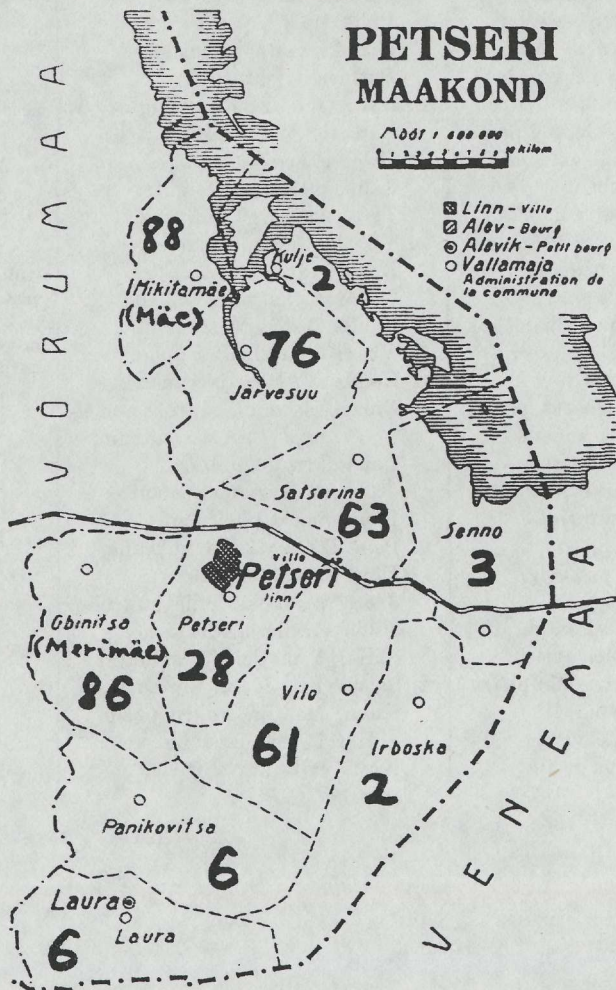 PETSERI
MAAKOND
Mõõt 1 : 600 000
kilom
Linn - Ville
Alev - Bourg
Alevik - Petit bourg
Vallamaja
Administration de
la commune
VÕRUMAA
88
Mikitamäe
(Mäe)
Kulje
2
76
Järvesuu
Satserina
63
Senno
3
Ville
Petseri
linn
Obinitsa
(Merimäe)
86
Petseri
28
Vilo
61
Irboska
2
Panikovitsa
6
Laura
Laura
6
VENEMAA